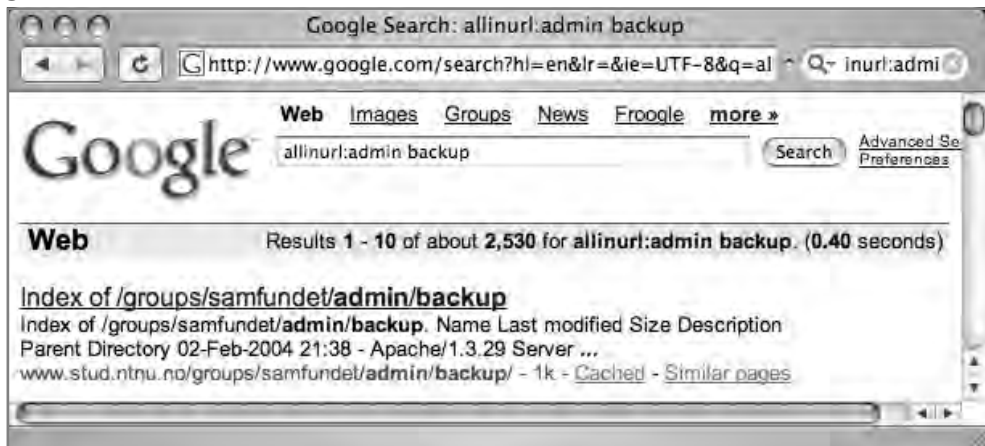 Google Search: allinurl:admin backup
http://www.google.com/search?hl=en&lr=&ie=UTF-8&q=al
inurl:admi
Web Images Groups News Froogle more »
Google
allinurl:admin backup
Search
Advanced Se
Preferences
Web
Results 1 - 10 of about 2,530 for allinurl:admin backup. (0.40 seconds)
Index of /groups/samfundet/admin/backup
Index of /groups/samfundet/admin/backup. Name Last modified Size Description
Parent Directory 02-Feb-2004 21:38 - Apache/1.3.29 Server ...
www.stud.ntnu.no/groups/samfundet/admin/backup/ - 1k - Cached - Similar pages